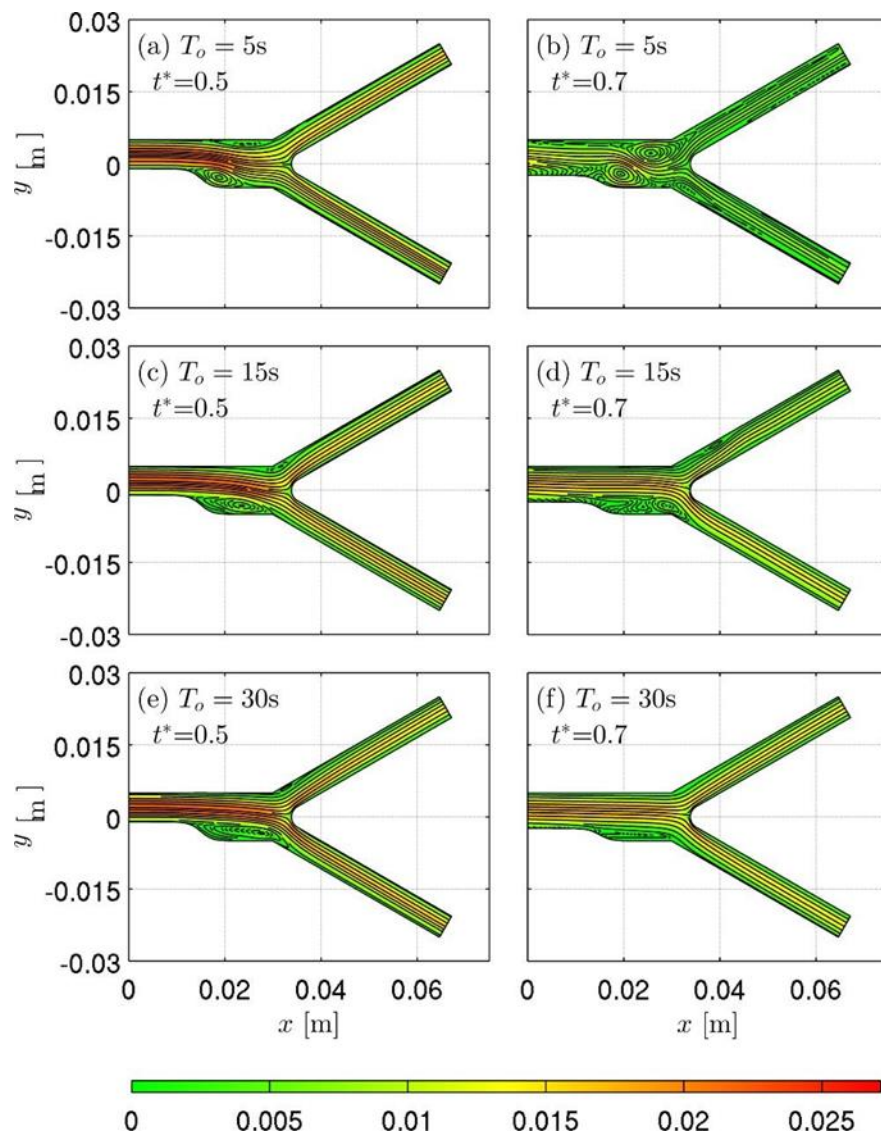 0.03
0.015
0
-0.015
-0.03
y [m]
(a) T_o = 5s
t*=0.5
(b) T_o = 5s
t*=0.7
0.03
0.015
0
-0.015
-0.03
y [m]
(c) T_o = 15s
t*=0.5
(d) T_o = 15s
t*=0.7
0.03
0.015
0
-0.015
-0.03
y [m]
(e) T_o = 30s
t*=0.5
(f) T_o = 30s
t*=0.7
0 0.02 0.04 0.06
x [m]
0 0.02 0.04 0.06
x [m]
0 0.005 0.01 0.015 0.02 0.025